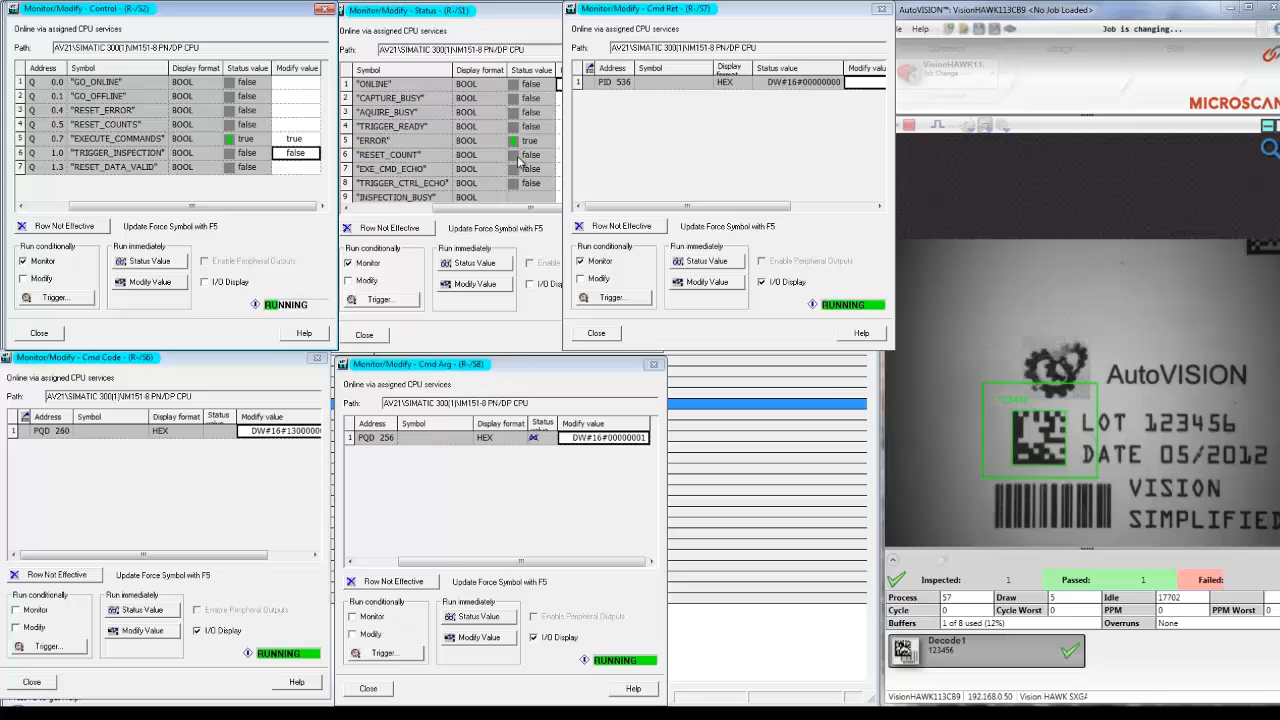 Monitor/Modify - Control - (R-/S2)
Online via assigned CPU services
Path: AV21\SIMATIC 300(1)\IM151-8 PN/DP CPU
Address Symbol Display format Status value Modify value
1 Q 0.0 "GO_ONLINE" BOOL false
2 Q 0.1 "GO_OFFLINE" BOOL false
3 Q 0.4 "RESET_ERROR" BOOL false
4 Q 0.5 "RESET_COUNTS" BOOL false
5 Q 0.7 "EXECUTE_COMMANDS" BOOL true true
6 Q 1.0 "TRIGGER_INSPECTION" BOOL false false
7 Q 1.3 "RESET_DATA_VALID" BOOL false
Row Not Effective Update Force Symbol with F5
Run conditionally Run immediately
Monitor Status Value Enable Peripheral Outputs
Modify Modify Value I/O Display
Trigger... RUNNING
Close Help
Monitor/Modify - Status - (R-/S1)
Online via assigned CPU services
Path: AV21\SIMATIC 300(1)\IM151-8 PN/DP CPU
Symbol Display format Status value
1 "ONLINE" BOOL false
2 "CAPTURE_BUSY" BOOL false
3 "AQUIRE_BUSY" BOOL false
4 "TRIGGER_READY" BOOL false
5 "ERROR" BOOL true
6 "RESET_COUNT" BOOL false
7 "EXE_CMD_ECHO" BOOL false
8 "TRIGGER_CTRL_ECHO" BOOL false
9 "INSPECTION_BUSY" BOOL
Row Not Effective Update Force Symbol with F5
Run conditionally Run immediately
Monitor Status Value Enable
Modify Modify Value I/O D
Trigger...
Close
Monitor/Modify - Cmd Ret - (R-/S7)
Online via assigned CPU services
Path: AV21\SIMATIC 300(1)\IM151-8 PN/DP CPU
Address Symbol Display format Status value Modify
1 PID 536 HEX DW#16#00000000
Row Not Effective Update Force Symbol with F5
Run conditionally Run immediately
Monitor Status Value Enable Peripheral Outputs
Modify Modify Value I/O Display
Trigger... RUNNING
Close Help
Monitor/Modify - Cmd Code - (R-/S6)
Online via assigned CPU services
Path: AV21\SIMATIC 300(1)\IM151-8 PN/DP CPU
Address Symbol Display format Status Modify value
1 PQD 260 HEX DW#16#1300000
Row Not Effective Update Force Symbol with F5
Run conditionally Run immediately
Monitor Status Value Enable Peripheral Outputs
Modify Modify Value I/O Display
Trigger... RUNNING
Close Help
Monitor/Modify - Cmd Arg - (R-/S8)
Online via assigned CPU services
Path: AV21\SIMATIC 300(1)\IM151-8 PN/DP CPU
Address Symbol Display format Status Modify value
1 PQD 256 HEX DW#16#00000001
Row Not Effective Update Force Symbol with F5
Run conditionally Run immediately
Monitor Status Value Enable Peripheral Outputs
Modify Modify Value I/O Display
Trigger... RUNNING
Close Help
AutoVISION™: VisionHAWK113CB9 <No Job Loaded>
Help Job is changing...
VisionHAWK11
Job Change
MICROSCAN
AutoVISION
123456
LOT 123456
DATE 05/2012
VISION
SIMPLIFIED
Inspected: 1 Passed: 1 Failed:
Process 57 Draw 5 Idle 17702
Cycle 0 Cycle Worst 0 PPM 0 PPM Worst 0
Buffers 1 of 8 used (12%) Overruns None
Decode1
123456
VisionHAWK113CB9 192.168.0.50 Vision HAWK SXGA